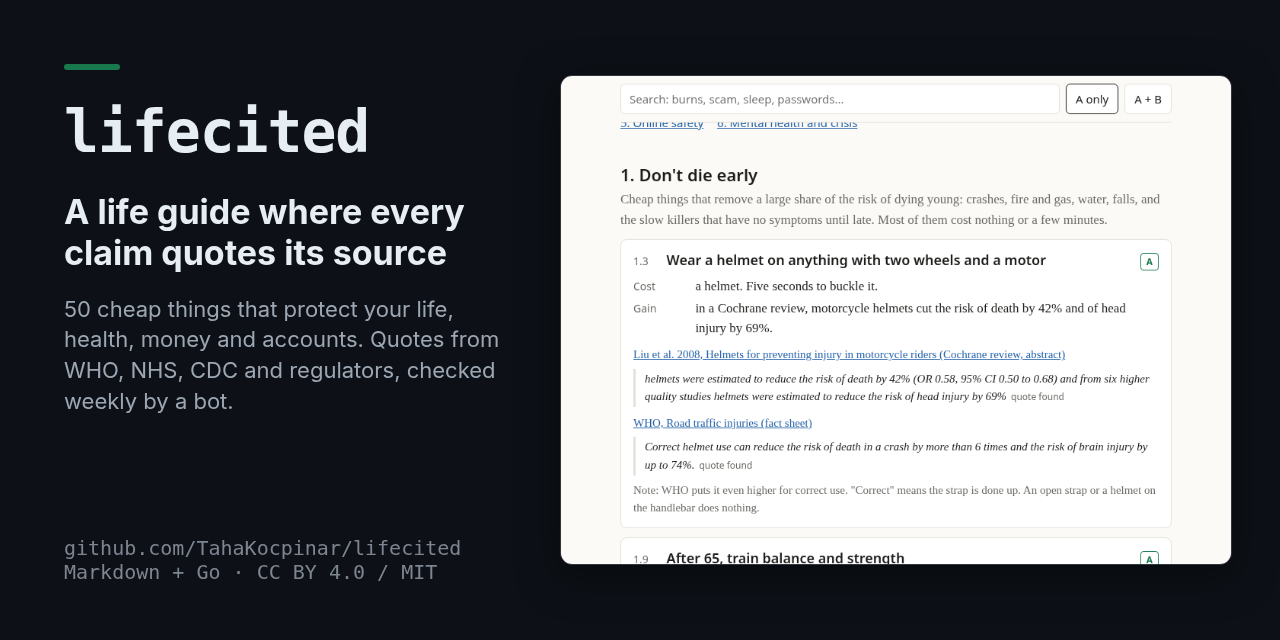 lifecited
A life guide where every
claim quotes its source
50 cheap things that protect your life,
health, money and accounts. Quotes from
WHO, NHS, CDC and regulators, checked
weekly by a bot.
github.com/TahaKocpinar/lifecited
Markdown + Go · CC BY 4.0 / MIT
Search: burns, scam, sleep, passwords...
A only
A + B
5. Online safety 6. Mental health and crisis
1. Don't die early
Cheap things that remove a large share of the risk of dying young: crashes, fire and gas, water, falls, and
the slow killers that have no symptoms until late. Most of them cost nothing or a few minutes.
1.3 Wear a helmet on anything with two wheels and a motor A
Cost a helmet. Five seconds to buckle it.
Gain in a Cochrane review, motorcycle helmets cut the risk of death by 42% and of head
injury by 69%.
Liu et al. 2008, Helmets for preventing injury in motorcycle riders (Cochrane review, abstract)
helmets were estimated to reduce the risk of death by 42% (OR 0.58, 95% CI 0.50 to 0.68) and from six higher
quality studies helmets were estimated to reduce the risk of head injury by 69% quote found
WHO, Road traffic injuries (fact sheet)
Correct helmet use can reduce the risk of death in a crash by more than 6 times and the risk of brain injury by
up to 74%. quote found
Note: WHO puts it even higher for correct use. "Correct" means the strap is done up. An open strap or a helmet on
the handlebar does nothing.
1.9 After 65, train balance and strength A